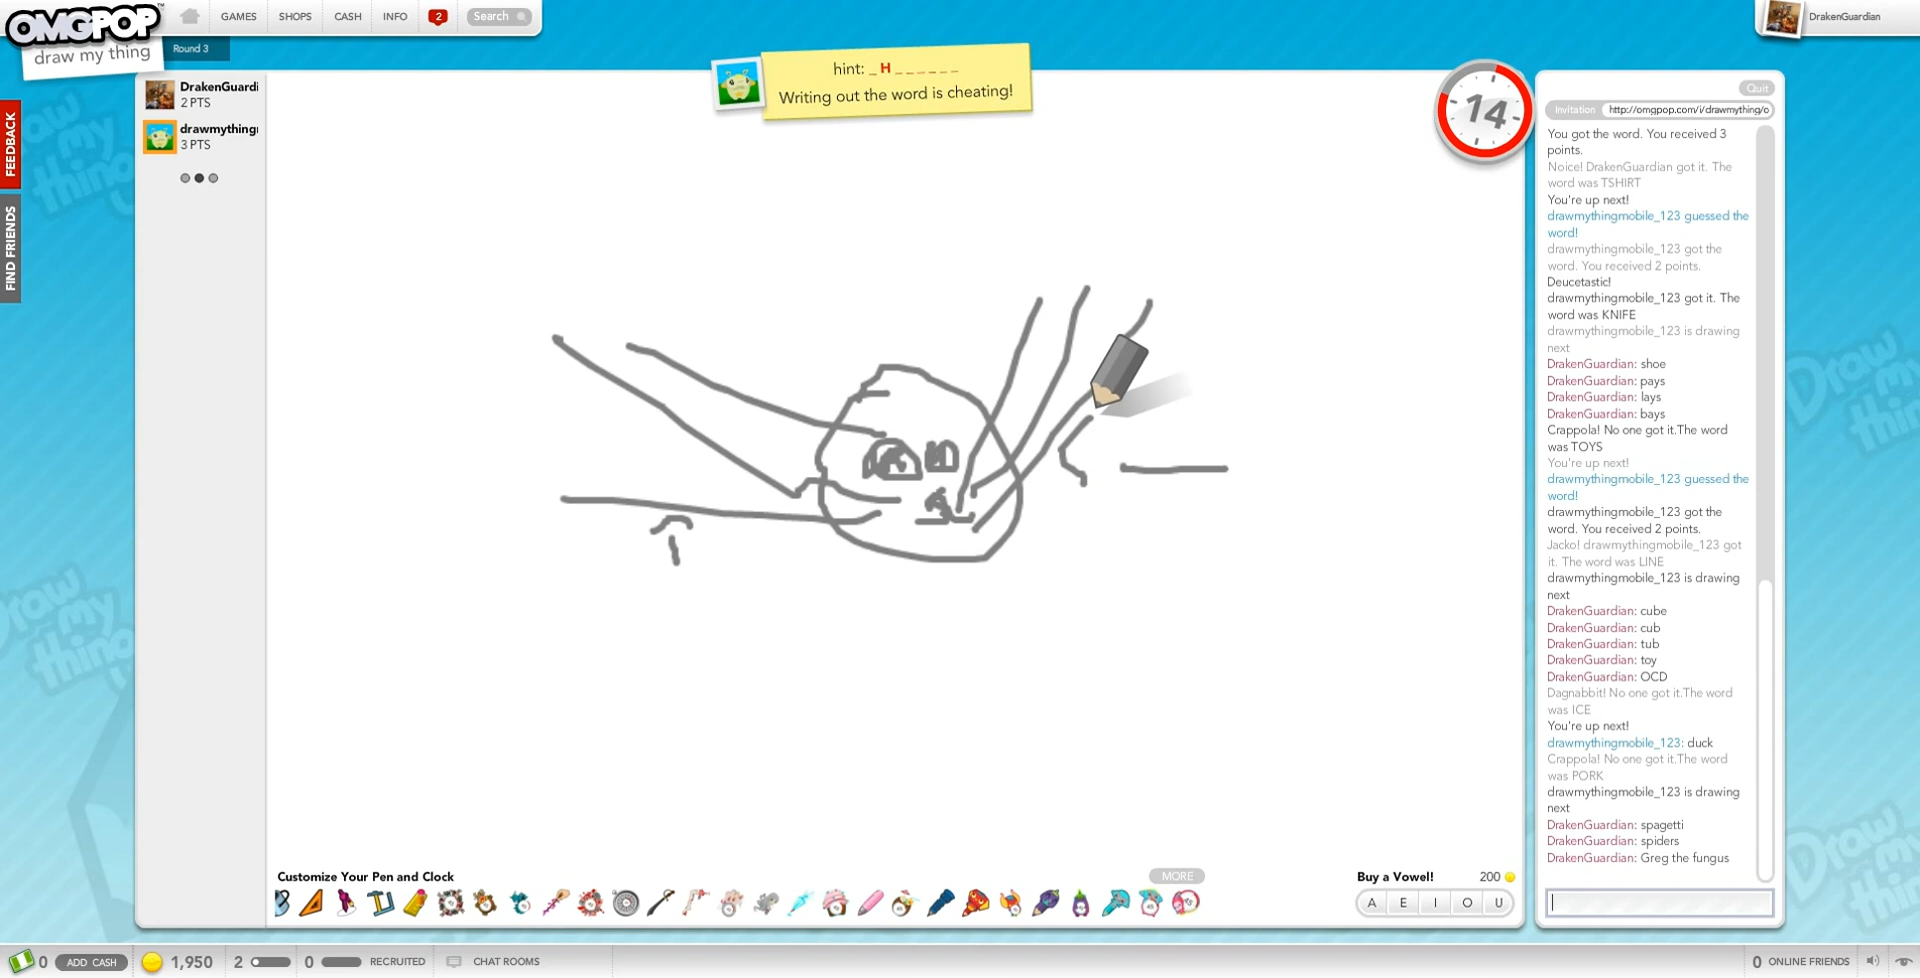 OMGPOP
draw my thing
GAMES
SHOPS
CASH
INFO
2
Search
DrakenGuardian
Round 3
FEEDBACK
FIND FRIENDS
DrakenGuardi
2 PTS
drawmything
3 PTS
hint: _ H _ _ _ _ _ _
Writing out the word is cheating!
14
Quit
Invitation http://omgpop.com/i/drawmything/o
You got the word. You received 3
points.
Noice! DrakenGuardian got it. The
word was TSHIRT
You're up next!
drawmythingmobile_123 guessed the
word!
drawmythingmobile_123 got the
word. You received 2 points.
Deucetastic!
drawmythingmobile_123 got it. The
word was KNIFE
drawmythingmobile_123 is drawing
next
DrakenGuardian: shoe
DrakenGuardian: pays
DrakenGuardian: lays
DrakenGuardian: bays
Crappola! No one got it.The word
was TOYS
You're up next!
drawmythingmobile_123 guessed the
word!
drawmythingmobile_123 got the
word. You received 2 points.
Jacko! drawmythingmobile_123 got
it. The word was LINE
drawmythingmobile_123 is drawing
next
DrakenGuardian: cube
DrakenGuardian: cub
DrakenGuardian: tub
DrakenGuardian: toy
DrakenGuardian: OCD
Dagnabbit! No one got it.The word
was ICE
You're up next!
drawmythingmobile_123: duck
Crappola! No one got it.The word
was PORK
drawmythingmobile_123 is drawing
next
DrakenGuardian: spagetti
DrakenGuardian: spiders
DrakenGuardian: Greg the fungus
Customize Your Pen and Clock
MORE
Buy a Vowel!
200
A E I O U
0
ADD CASH
1,950
2
0
RECRUITED
CHAT ROOMS
0 ONLINE FRIENDS